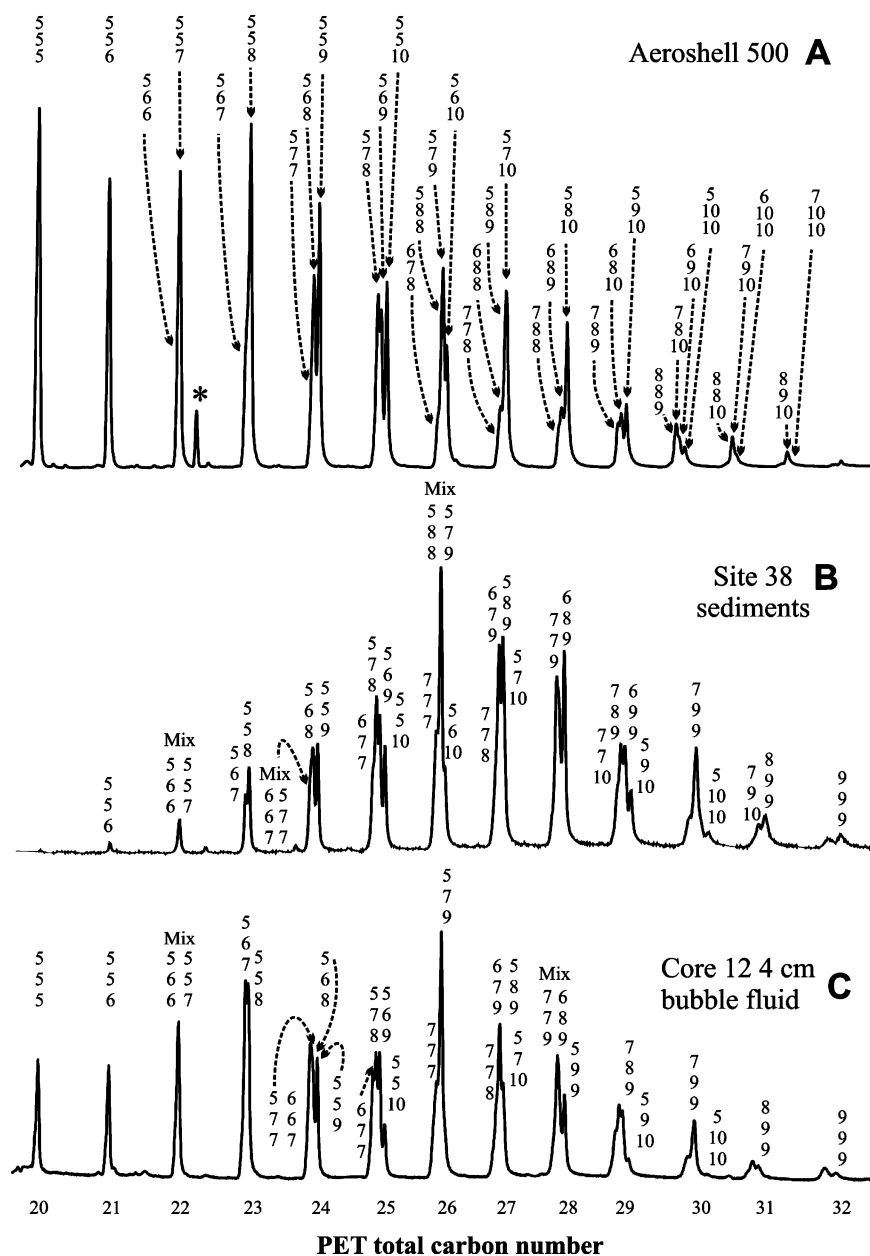 5 5 5
5 5 6
5 5 7
5 5 8
5 5 9
5 5 10
Aeroshell 500 A
5 6 6
5 6 7
5 6 8
5 7 7
5 6 9
5 7 8
5 6 10
5 7 9
5 8 8
6 7 8
5 7 10
5 8 9
6 8 8
7 7 8
5 8 10
6 8 9
7 8 8
5 9 10
6 8 10
7 8 9
5 10 10
6 9 10
7 8 10
8 8 9
6 10 10
7 9 10
8 8 10
7 10 10
8 9 10
*
Site 38 B
sediments
5 5 6
Mix
5 6 6
5 5 7
5 6 7
5 5 8
Mix
6 6 7
5 7 7
5 6 8
5 5 9
6 7 7
5 7 8
5 6 9
5 5 10
7 7 7
Mix
5 8 8
5 7 9
5 6 10
7 7 8
6 7 9
5 8 9
5 7 10
7 7 9
6 8 9
7 7 10
7 8 9
6 9 9
5 9 10
7 9 9
5 10 10
7 9 10
8 9 9
9 9 9
Core 12 4 cm C
bubble fluid
5 5 5
5 5 6
Mix
5 6 6
5 5 7
5 6 7
5 5 8
5 7 7
6 6 7
5 6 8
5 5 9
6 7 7
5 7 8
5 6 9
5 5 10
7 7 7
5 7 9
7 7 8
6 7 9
5 8 9
5 7 10
Mix
7 7 9
6 8 9
5 9 9
7 8 9
5 9 10
7 9 9
5 10 10
8 9 9
9 9 9
20 21 22 23 24 25 26 27 28 29 30 31 32
PET total carbon number